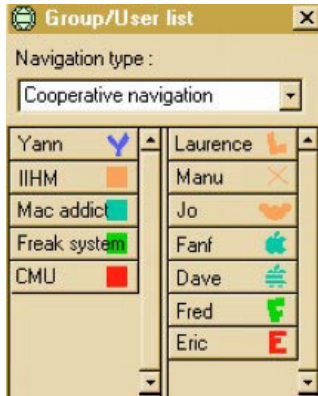 Group/User list
Navigation type :
Cooperative navigation
Yann
IIHM
Mac addict
Freak system
CMU
Laurence
Manu
Jo
Fanf
Dave
Fred
Eric